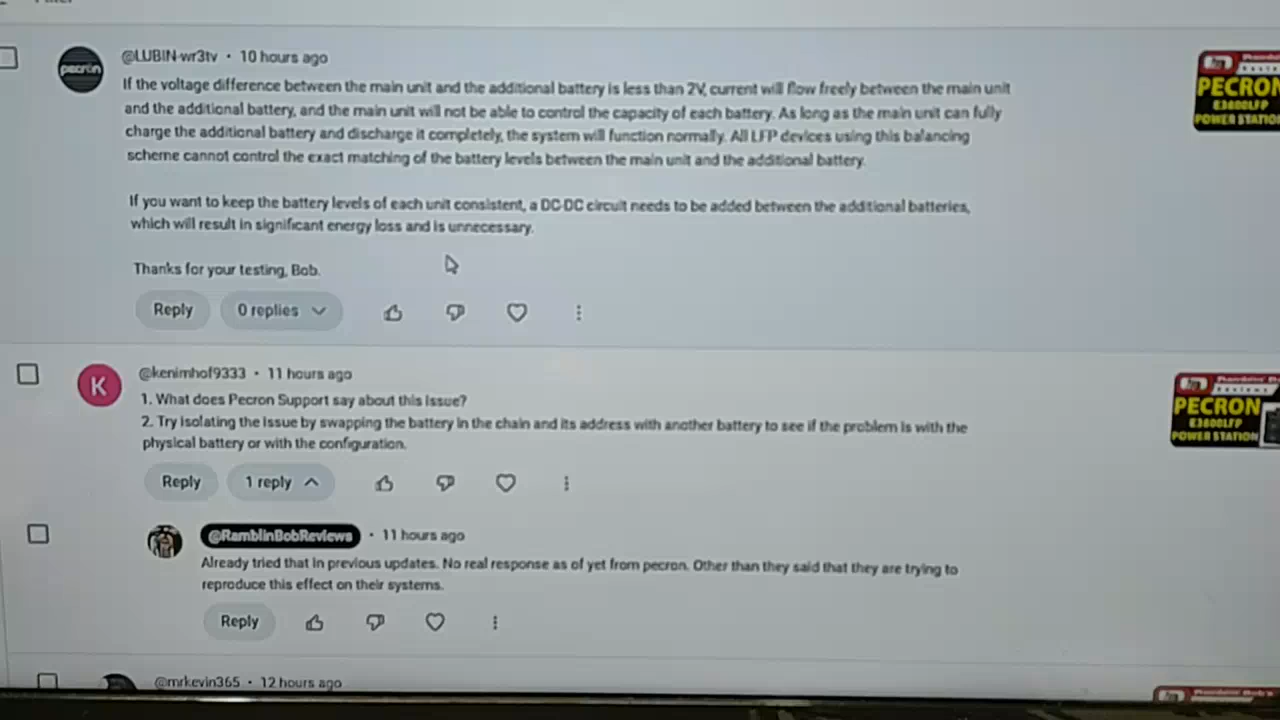 @LUBIN-wr3tv • 10 hours ago
pecron
If the voltage difference between the main unit and the additional battery is less than 2V, current will flow freely between the main unit
and the additional battery, and the main unit will not be able to control the capacity of each battery. As long as the main unit can fully
charge the additional battery and discharge it completely, the system will function normally. All LFP devices using this balancing
scheme cannot control the exact matching of the battery levels between the main unit and the additional battery.
If you want to keep the battery levels of each unit consistent, a DC-DC circuit needs to be added between the additional batteries,
which will result in significant energy loss and is unnecessary.
Thanks for your testing, Bob.
Reply 0 replies
PECRON
E3600LFP
POWER STATION
@kenimhof9333 • 11 hours ago
K
1. What does Pecron Support say about this issue?
2. Try isolating the issue by swapping the battery in the chain and its address with another battery to see if the problem is with the
physical battery or with the configuration.
Reply 1 reply
PECRON
E3600LFP
POWER STATION
@RamblinBobReviews • 11 hours ago
Already tried that in previous updates. No real response as of yet from pecron. Other than they said that they are trying to
reproduce this effect on their systems.
Reply
@mrkevin365 • 12 hours ago